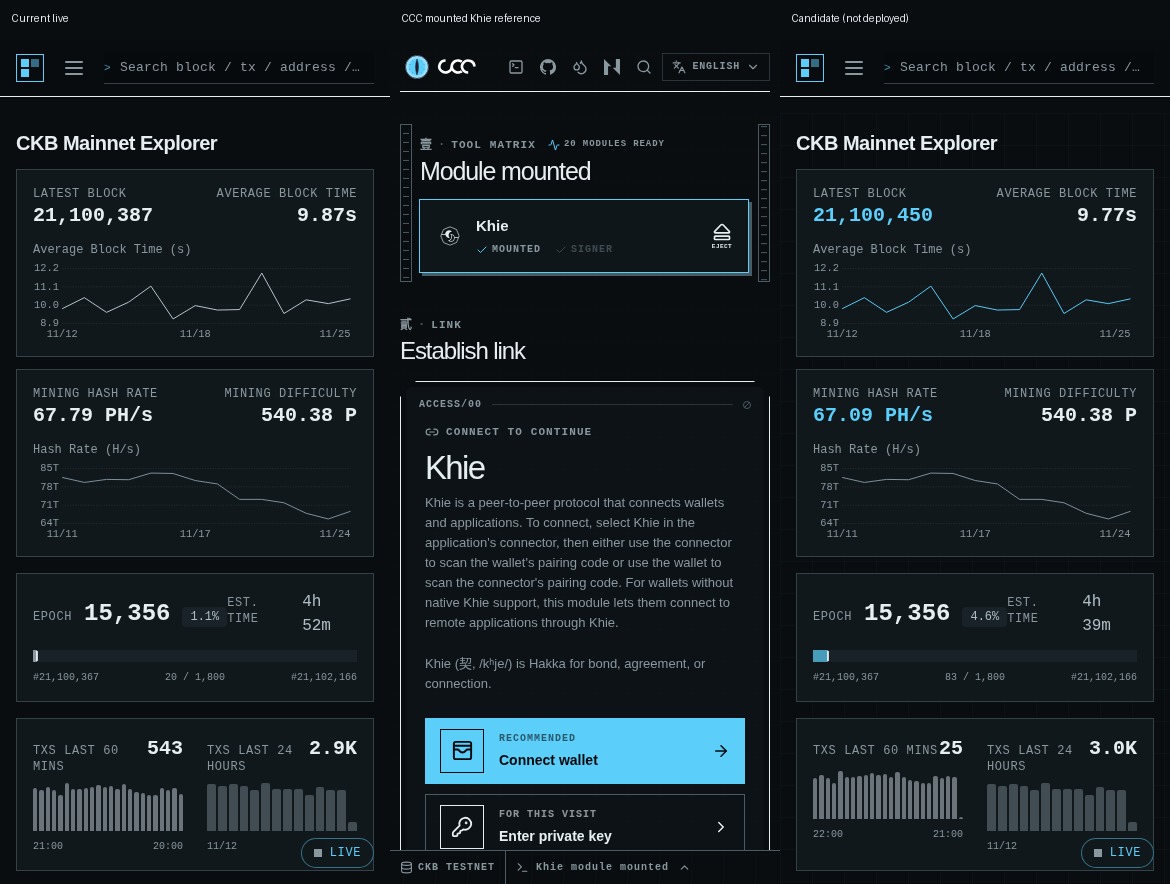 Current live
> Search block / tx / address /…
CKB Mainnet Explorer
LATEST BLOCK
AVERAGE BLOCK TIME
21,100,387
9.87s
Average Block Time (s)
12.2
11.1
10.0
8.9
11/12
11/18
11/25
MINING HASH RATE
MINING DIFFICULTY
67.79 PH/s
540.38 P
Hash Rate (H/s)
85T
78T
71T
64T
11/11
11/17
11/24
EPOCH
15,356
1.1%
EST.
TIME
4h
52m
#21,100,367
20 / 1,800
#21,102,166
TXS LAST 60
MINS
543
TXS LAST 24
HOURS
2.9K
21:00
20:00
11/12
LIVE
CCC mounted Khie reference
CCC
ENGLISH
壹 · TOOL MATRIX
20 MODULES READY
Module mounted
Khie
MOUNTED
SIGNER
EJECT
貳 · LINK
Establish link
ACCESS/00
CONNECT TO CONTINUE
Khie
Khie is a peer-to-peer protocol that connects wallets
and applications. To connect, select Khie in the
application's connector, then either use the connector
to scan the wallet's pairing code or use the wallet to
scan the connector's pairing code. For wallets without
native Khie support, this module lets them connect to
remote applications through Khie.
Khie (契, /kʰje/) is Hakka for bond, agreement, or
connection.
RECOMMENDED
Connect wallet
FOR THIS VISIT
Enter private key
CKB TESTNET
Khie module mounted
Candidate (not deployed)
> Search block / tx / address /…
CKB Mainnet Explorer
LATEST BLOCK
AVERAGE BLOCK TIME
21,100,450
9.77s
Average Block Time (s)
12.2
11.1
10.0
8.9
11/12
11/18
11/25
MINING HASH RATE
MINING DIFFICULTY
67.09 PH/s
540.38 P
Hash Rate (H/s)
85T
78T
71T
64T
11/11
11/17
11/24
EPOCH
15,356
4.6%
EST.
TIME
4h
39m
#21,100,367
83 / 1,800
#21,102,166
TXS LAST 60 MINS
25
TXS LAST 24
HOURS
3.0K
22:00
21:00
11/12
LIVE